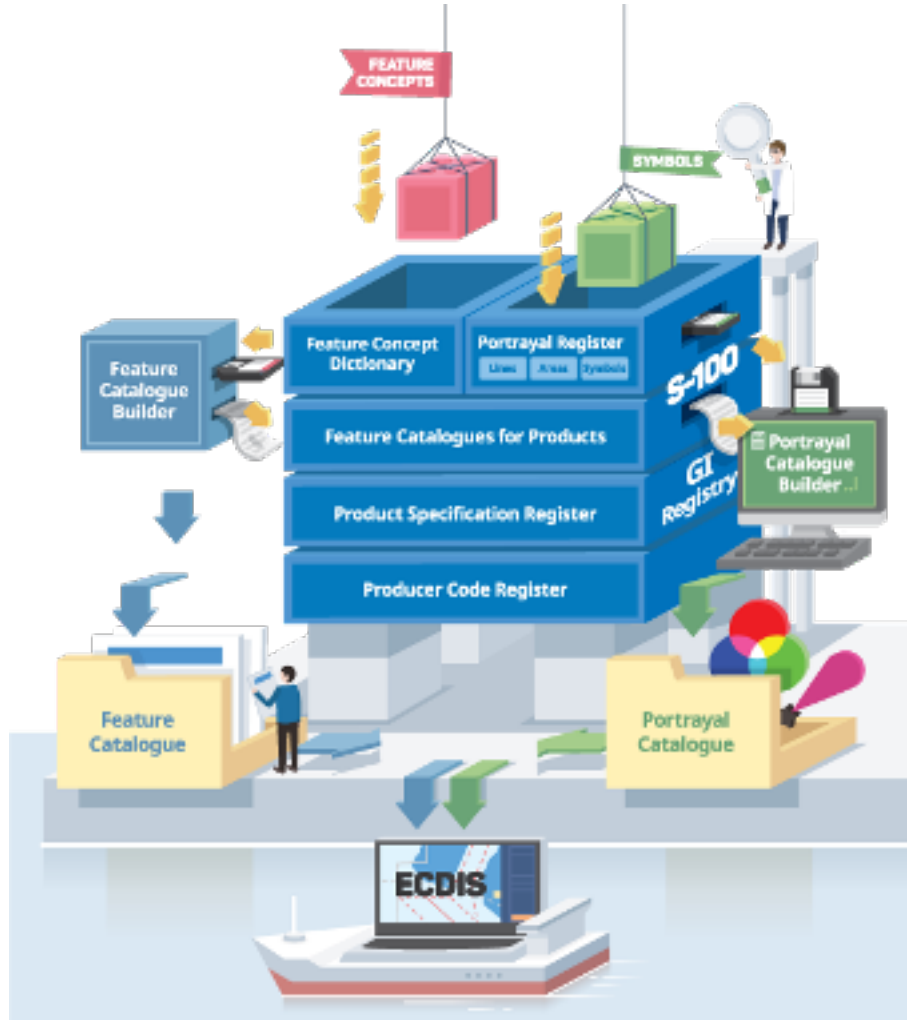 FEATURE
CONCEPTS
SYMBOLS
Feature Concept
Dictionary
Portrayal Register
Lines
Areas
Symbols
S-100
Feature
Catalogue
Builder
Feature Catalogues for Products
GI
Registry
Portrayal
Catalogue
Builder..
Product Specification Register
Producer Code Register
Feature
Catalogue
Portrayal
Catalogue
ECDIS